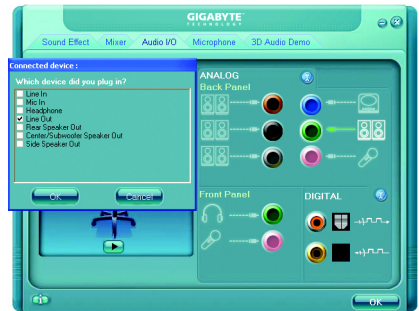 GIGABYTE
TECHNOLOGY
Sound Effect
Mixer
Audio I/O
Microphone
3D Audio Demo
Connected device :
Which device did you plug in?
Line In
Mic In
Headphone
Line Out
Rear Speaker Out
Center/Subwoofer Speaker Out
Side Speaker Out
OK
Cancel
ANALOG
Back Panel
Front Panel
DIGITAL
OK